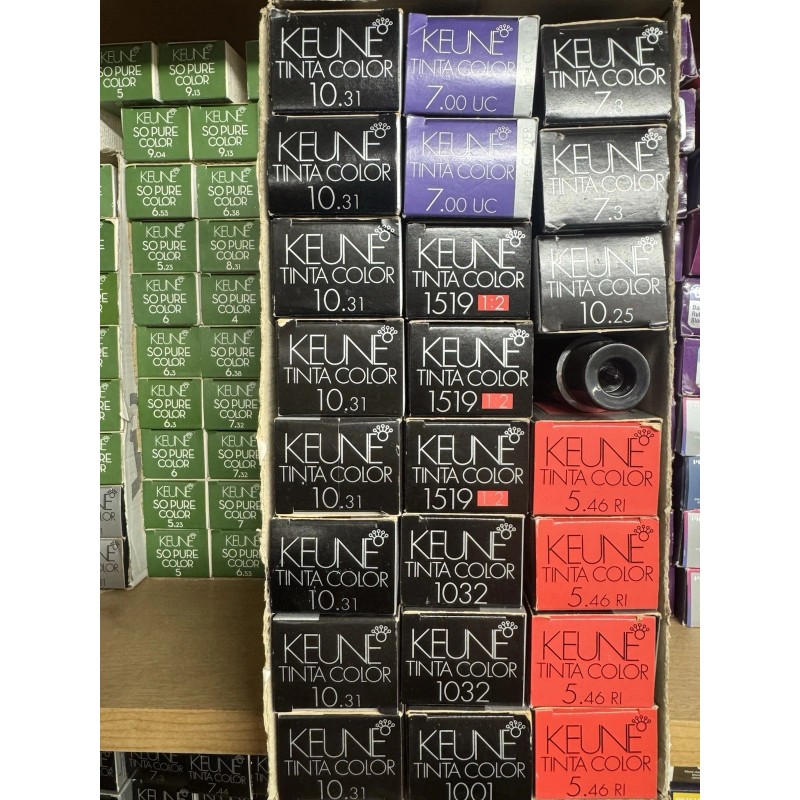 KEUNE
SO PURE
COLOR
5
KEUNE
SO PURE
COLOR
9.13
KEUNE
SO PURE
COLOR
9.04
KEUNE
SO PURE
COLOR
9.13
KEUNE
SO PURE
COLOR
6.53
KEUNE
SO PURE
COLOR
6.38
KEUNE
SO PURE
COLOR
5.23
KEUNE
SO PURE
COLOR
8.31
KEUNE
SO PURE
COLOR
6
KEUNE
SO PURE
COLOR
4
KEUNE
SO PURE
COLOR
6.3
KEUNE
SO PURE
COLOR
6.38
KEUNE
SO PURE
COLOR
6.3
KEUNE
SO PURE
COLOR
7.32
KEUNE
SO PURE
COLOR
6
KEUNE
SO PURE
COLOR
7.32
KEUNE
SO PURE
COLOR
5.23
KEUNE
SO PURE
COLOR
7
KEUNE
SO PURE
COLOR
5
KEUNE
SO PURE
COLOR
6.53
KEUNE
TINTA COLOR
10.31
KEUNE
TINTA COLOR
7.00 UC
KEUNE
TINTA COLOR
7.3
KEUNE
TINTA COLOR
10.31
KEUNE
TINTA COLOR
7.00 UC
KEUNE
TINTA COLOR
7.3
KEUNE
TINTA COLOR
10.31
KEUNE
TINTA COLOR
1519 1:2
KEUNE
TINTA COLOR
10.25
KEUNE
TINTA COLOR
10.31
KEUNE
TINTA COLOR
1519 1:2
KEUNE
TINTA COLOR
10.31
KEUNE
TINTA COLOR
1519 1:2
KEUNE
TINTA COLOR
5.46 RI
KEUNE
TINTA COLOR
10.31
KEUNE
TINTA COLOR
1032
KEUNE
TINTA COLOR
5.46 RI
KEUNE
TINTA COLOR
10.31
KEUNE
TINTA COLOR
1032
KEUNE
TINTA COLOR
5.46 RI
KEUNE
TINTA COLOR
10.31
KEUNE
TINTA COLOR
1001
KEUNE
TINTA COLOR
5.46 RI
TINTA COLOR
7.3
KEUNE
TINTA COLOR
7.44
KEUNE